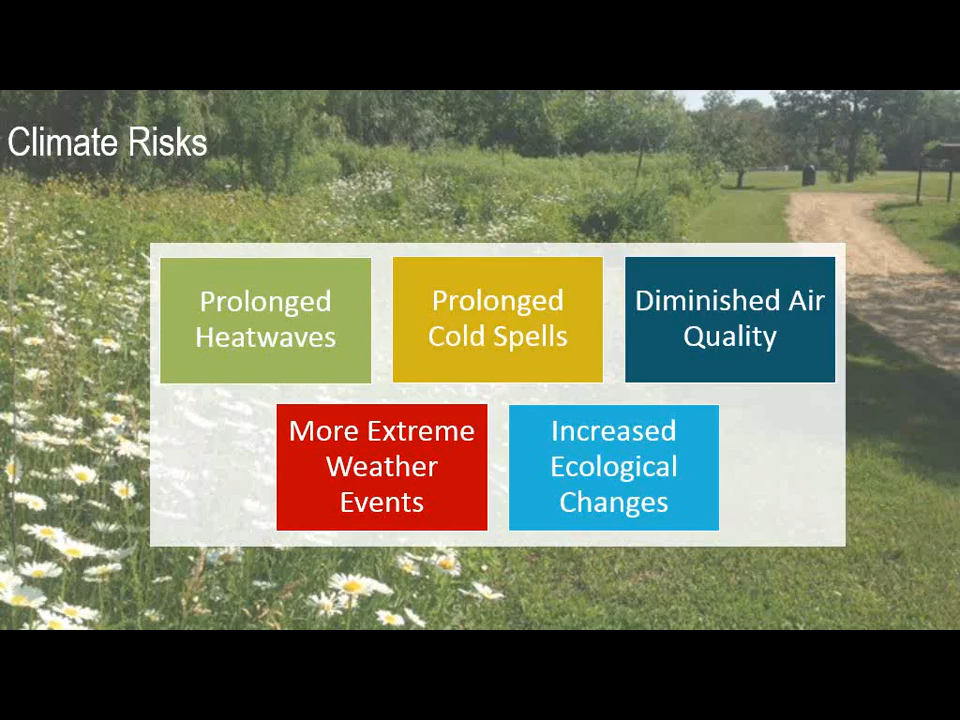 Climate Risks
Prolonged
Heatwaves
Prolonged
Cold Spells
Diminished Air
Quality
More Extreme
Weather
Events
Increased
Ecological
Changes